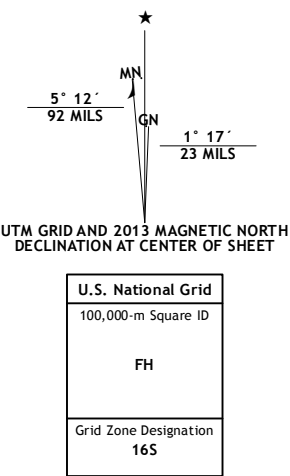 ★
MN
5° 12´
92 MILS
GN
1° 17´
23 MILS
UTM GRID AND 2013 MAGNETIC NORTH
DECLINATION AT CENTER OF SHEET
U.S. National Grid
100,000-m Square ID
FH
Grid Zone Designation
16S